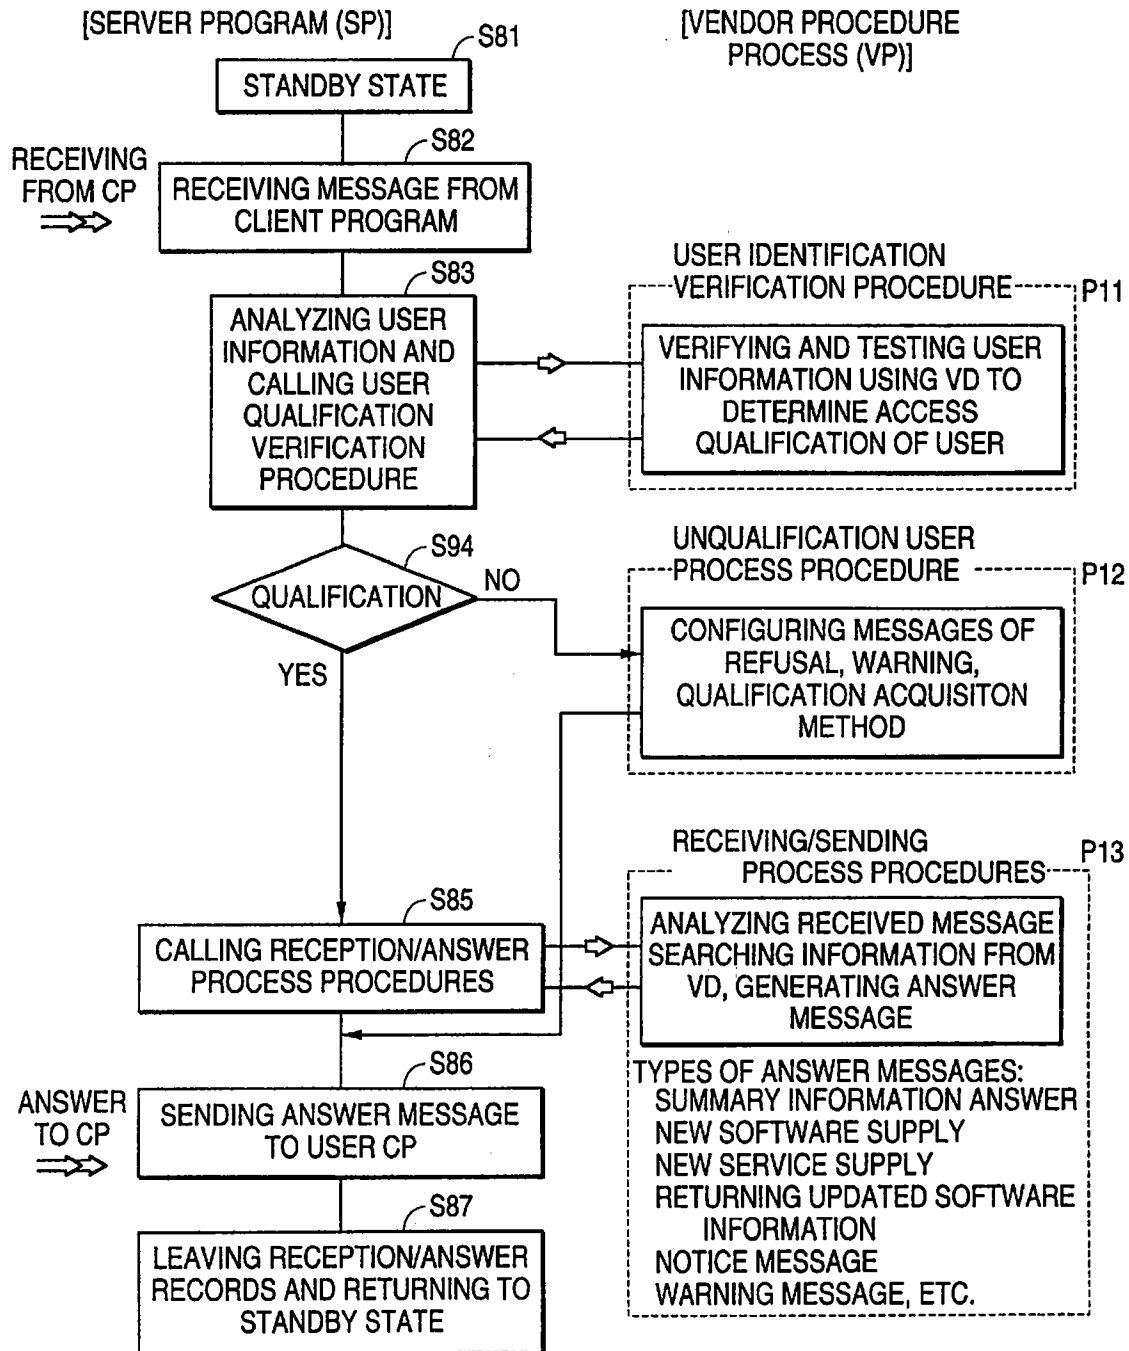 [SERVER PROGRAM (SP)]
[VENDOR PROCEDURE
PROCESS (VP)]
S81
STANDBY STATE
S82
RECEIVING
FROM CP
RECEIVING MESSAGE FROM
CLIENT PROGRAM
S83
ANALYZING USER
INFORMATION AND
CALLING USER
QUALIFICATION
VERIFICATION
PROCEDURE
USER IDENTIFICATION
VERIFICATION PROCEDURE
P11
VERIFYING AND TESTING USER
INFORMATION USING VD TO
DETERMINE ACCESS
QUALIFICATION OF USER
S94
QUALIFICATION
NO
YES
UNQUALIFICATION USER
PROCESS PROCEDURE
P12
CONFIGURING MESSAGES OF
REFUSAL, WARNING,
QUALIFICATION ACQUISITON
METHOD
RECEIVING/SENDING
PROCESS PROCEDURES
P13
S85
CALLING RECEPTION/ANSWER
PROCESS PROCEDURES
ANALYZING RECEIVED MESSAGE
SEARCHING INFORMATION FROM
VD, GENERATING ANSWER
MESSAGE
TYPES OF ANSWER MESSAGES:
SUMMARY INFORMATION ANSWER
NEW SOFTWARE SUPPLY
NEW SERVICE SUPPLY
RETURNING UPDATED SOFTWARE
INFORMATION
NOTICE MESSAGE
WARNING MESSAGE, ETC.
S86
ANSWER
TO CP
SENDING ANSWER MESSAGE
TO USER CP
S87
LEAVING RECEPTION/ANSWER
RECORDS AND RETURNING TO
STANDBY STATE